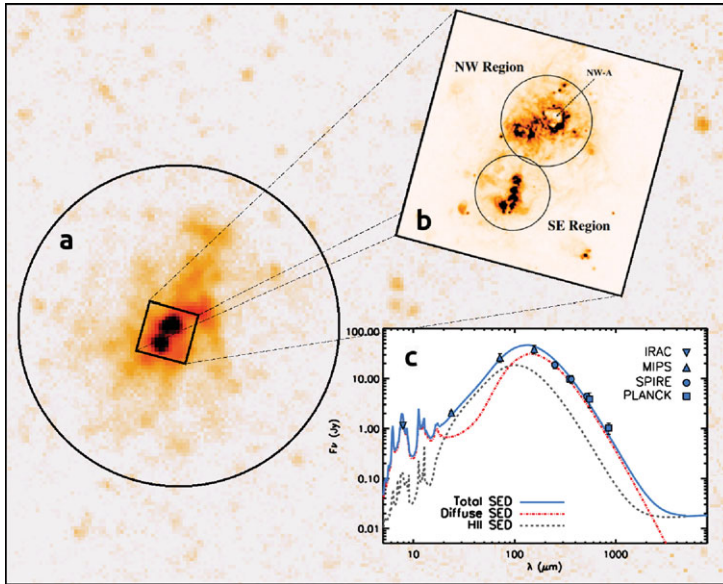 a
NW Region
NW-A
b
SE Region
c
100.00
10.00
1.00
0.10
0.01
Fν (Jy)
IRAC
MIPS
SPIRE
PLANCK
Total SED
Diffuse SED
HII SED
10
100
1000
λ (μm)